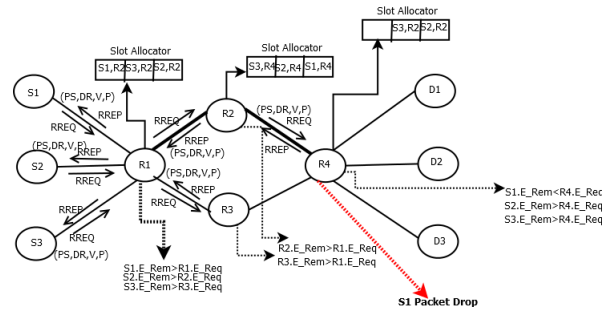 Slot Allocator
S3,R2 S2,R2
Slot Allocator
S1,R2 S3,R2 S2,R2
Slot Allocator
S3,R4 S2,R4 S1,R4
S1
(PS,DR,V,P)
RREP
RREQ
RREQ
R2
(PS,DR,V,P)
RREP
(PS,DR,V,P)
RREQ
RREP
D1
(PS,DR,V,P)
S2
RREP
RREQ
R1
(PS,DR,V,P)
RREP
RREQ
R4
D2
R3
RREP
RREQ
S3
(PS,DR,V,P)
D3
S1.E_Rem<R4.E_Req
S2.E_Rem>R4.E_Req
S3.E_Rem>R4.E_Req
R2.E_Rem>R1.E_Req
R3.E_Rem>R1.E_Req
S1.E_Rem>R1.E_Req
S2.E_Rem>R2.E_Req
S3.E_Rem>R3.E_Req
S1 Packet Drop